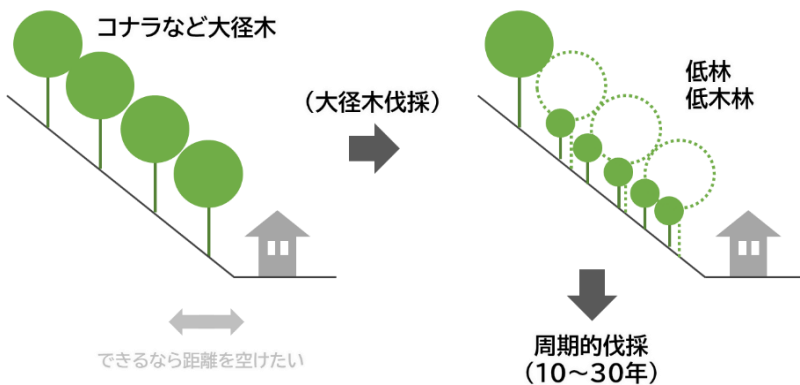 コナラなど大径木
（大径木伐採）
低林
低木林
できるなら距離を空けたい
周期的伐採
（10～30年）